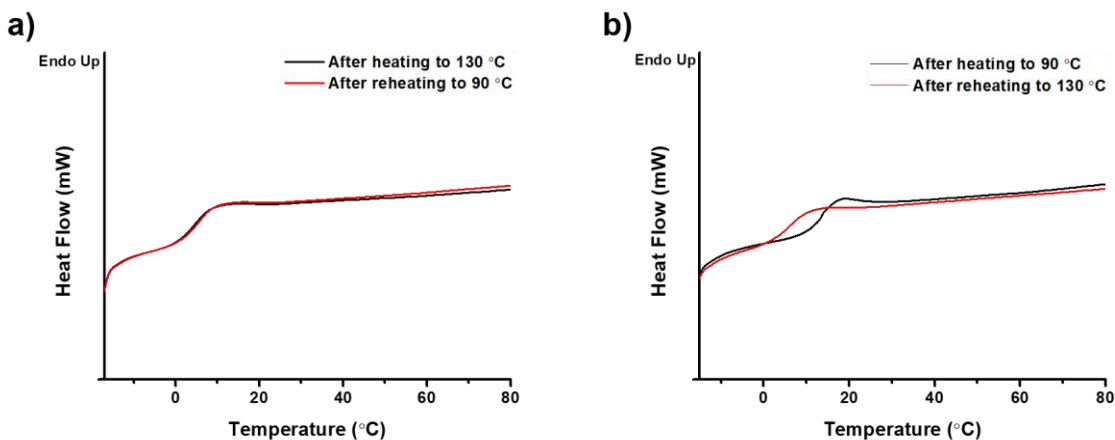 a)
Endo Up
After heating to 130 °C
After reheating to 90 °C
Heat Flow (mW)
0 20 40 60 80
Temperature (°C)
b)
Endo Up
After heating to 90 °C
After reheating to 130 °C
Heat Flow (mW)
0 20 40 60 80
Temperature (°C)